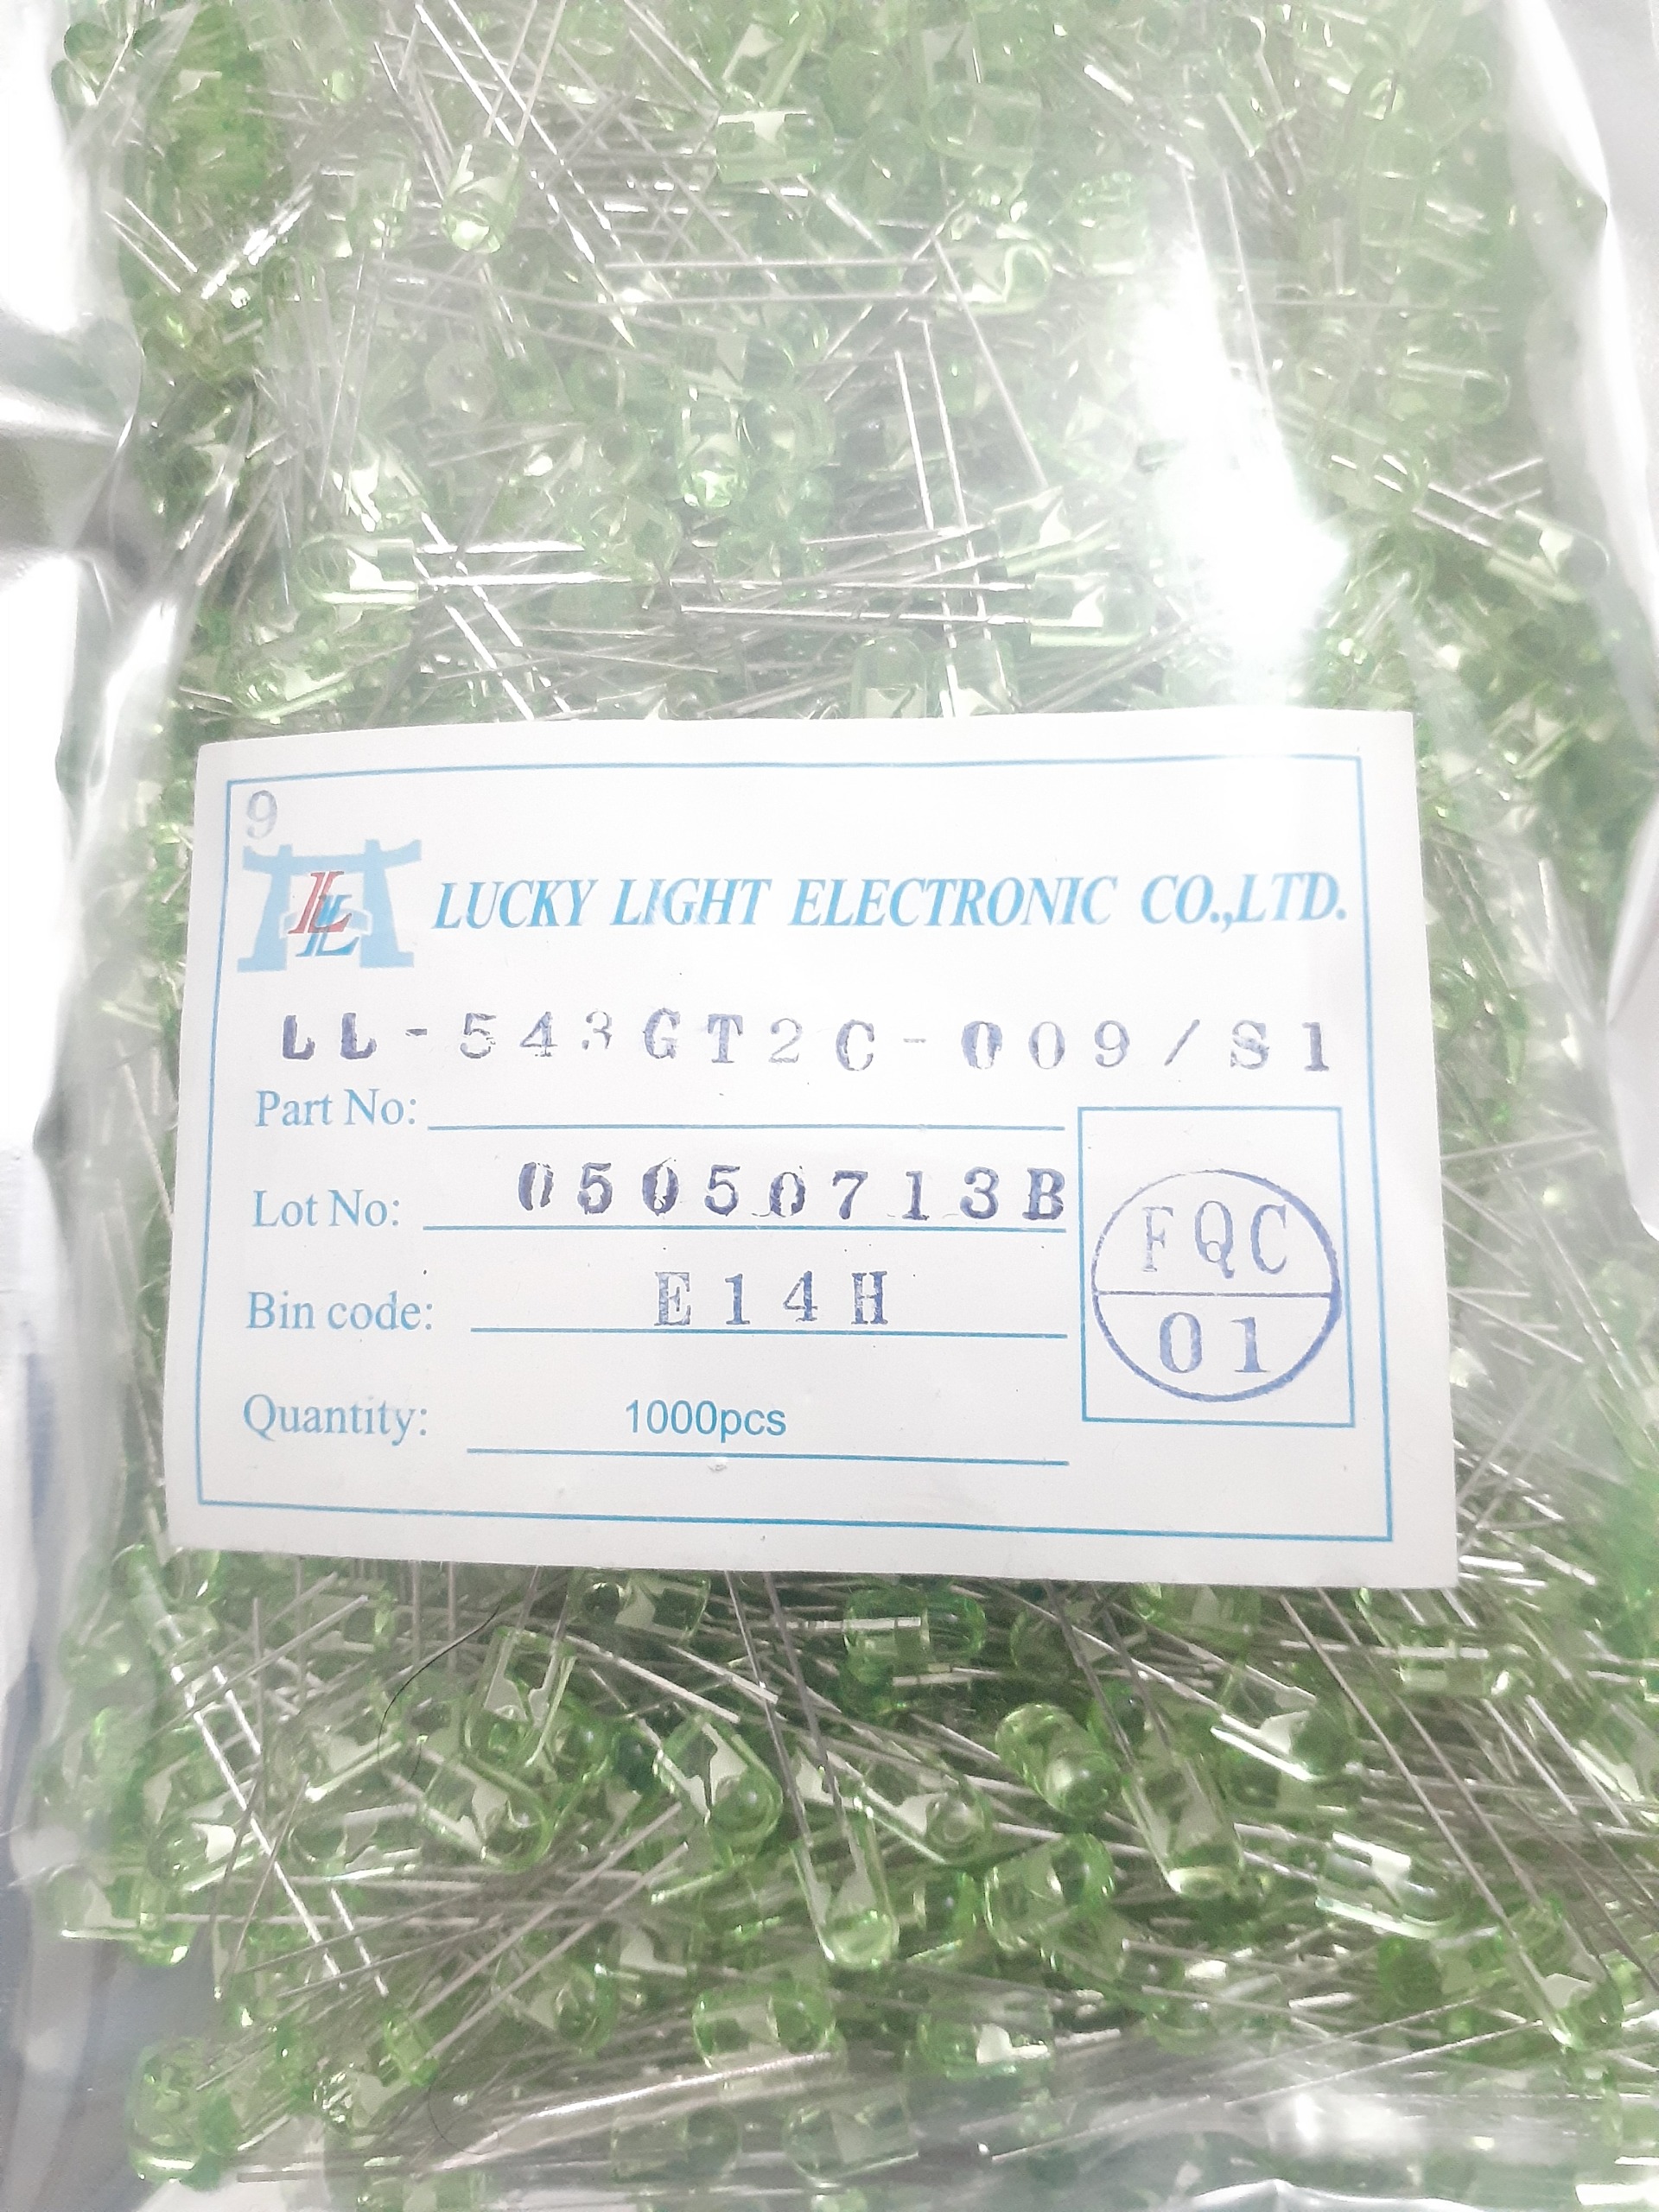 9
LL LUCKY LIGHT ELECTRONIC CO.,LTD.
LL-543GT2C-009/S1
Part No:
Lot No: 05050713B
Bin code: E14H
Quantity: 1000pcs
FQC
01